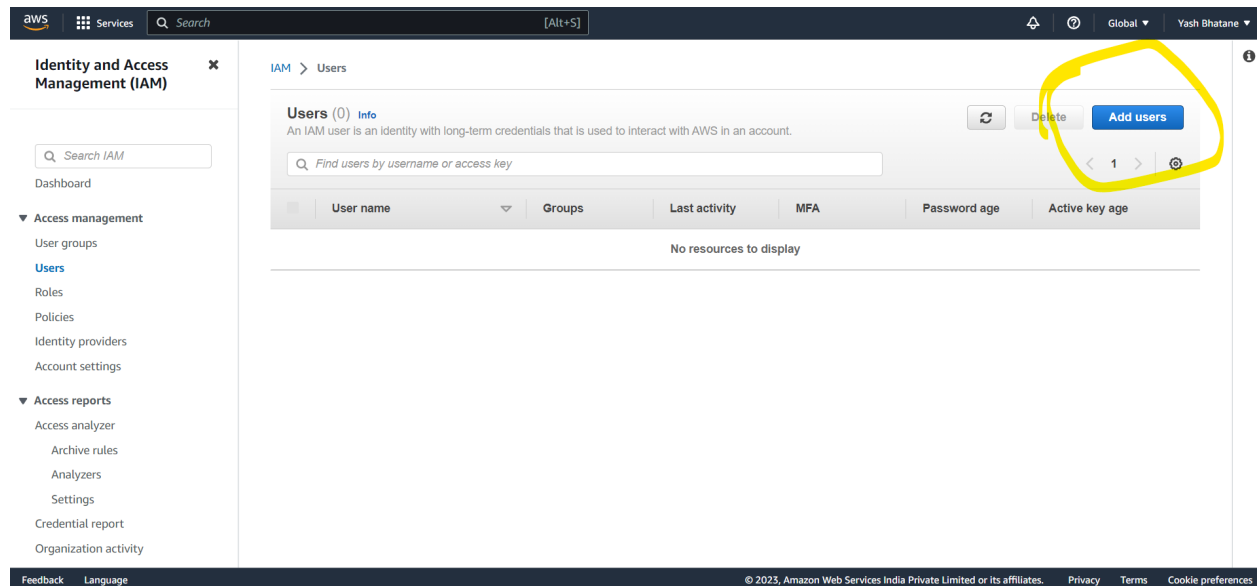 aws Services Search [Alt+S] Global Yash Bhatane
Identity and Access Management (IAM)
Search IAM
Dashboard
Access management
User groups
Users
Roles
Policies
Identity providers
Account settings
Access reports
Access analyzer
Archive rules
Analyzers
Settings
Credential report
Organization activity
IAM > Users
Users (0) Info
An IAM user is an identity with long-term credentials that is used to interact with AWS in an account.
Delete Add users
Find users by username or access key
1
User name Groups Last activity MFA Password age Active key age
No resources to display
Feedback Language © 2023, Amazon Web Services India Private Limited or its affiliates. Privacy Terms Cookie preferences